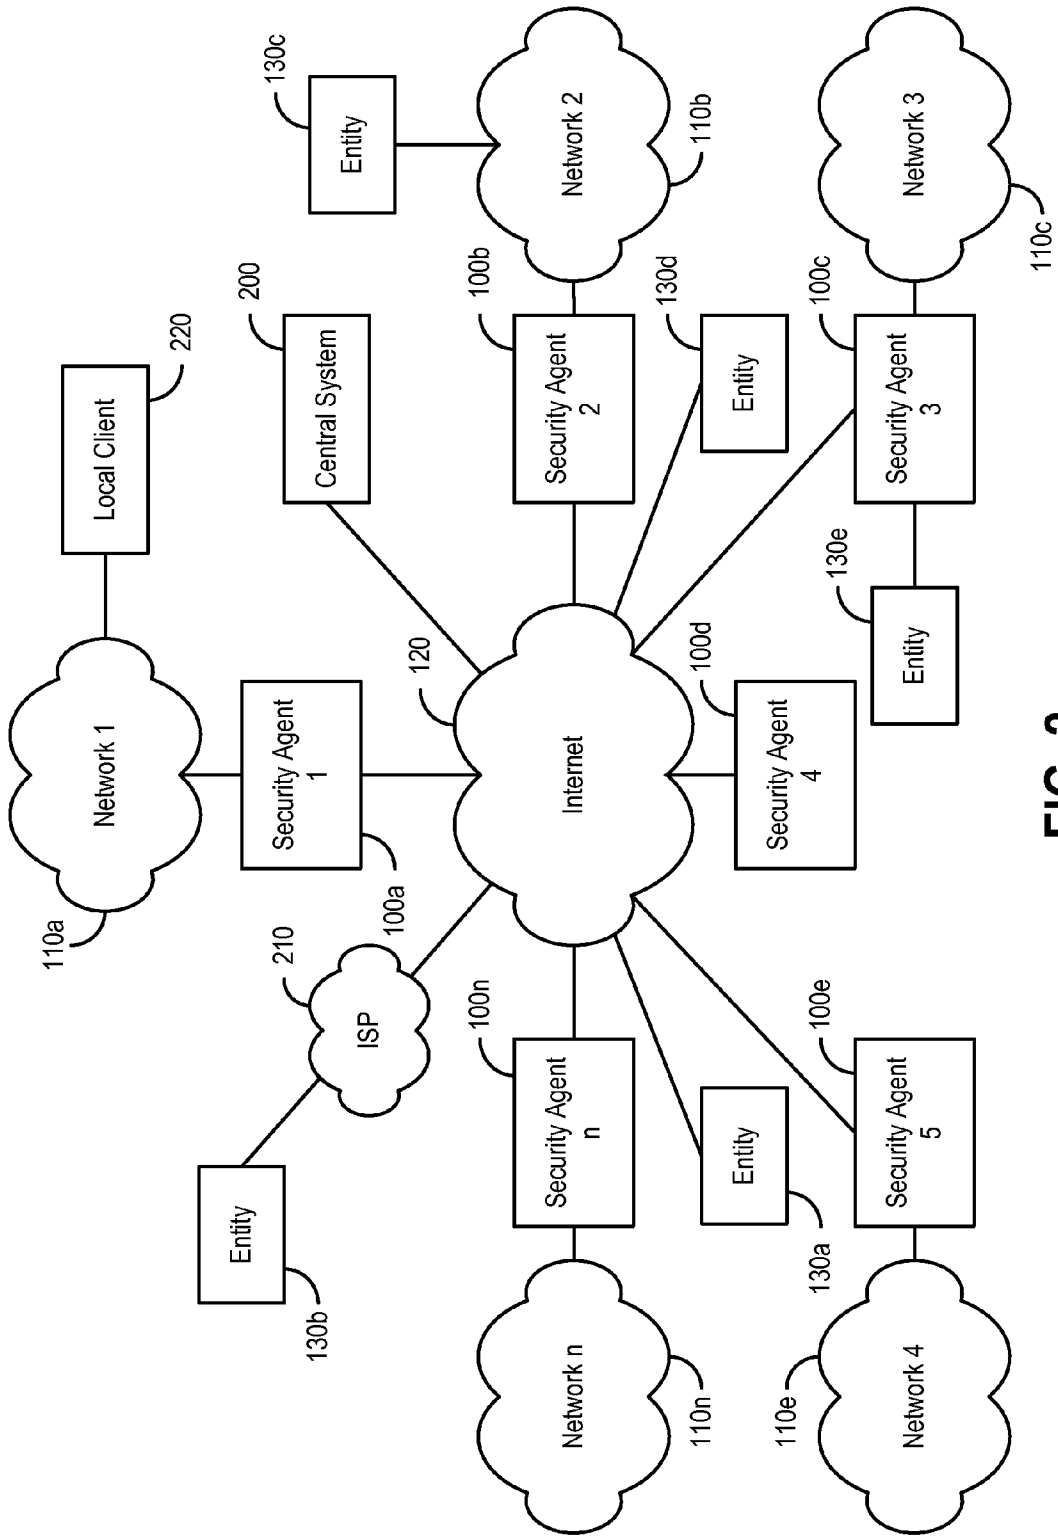 130c
Entity
Network 2
110b
Network 3
110c
200
Central System
100b
Security Agent
2
130d
Entity
100c
Security Agent
3
220
Local Client
130e
Entity
120
Internet
100d
Security Agent
4
Network 1
110a
Security Agent
1
100a
210
ISP
100n
Security Agent
n
100e
Security Agent
5
Entity
130a
Entity
130b
Network n
110n
110e
Network 4